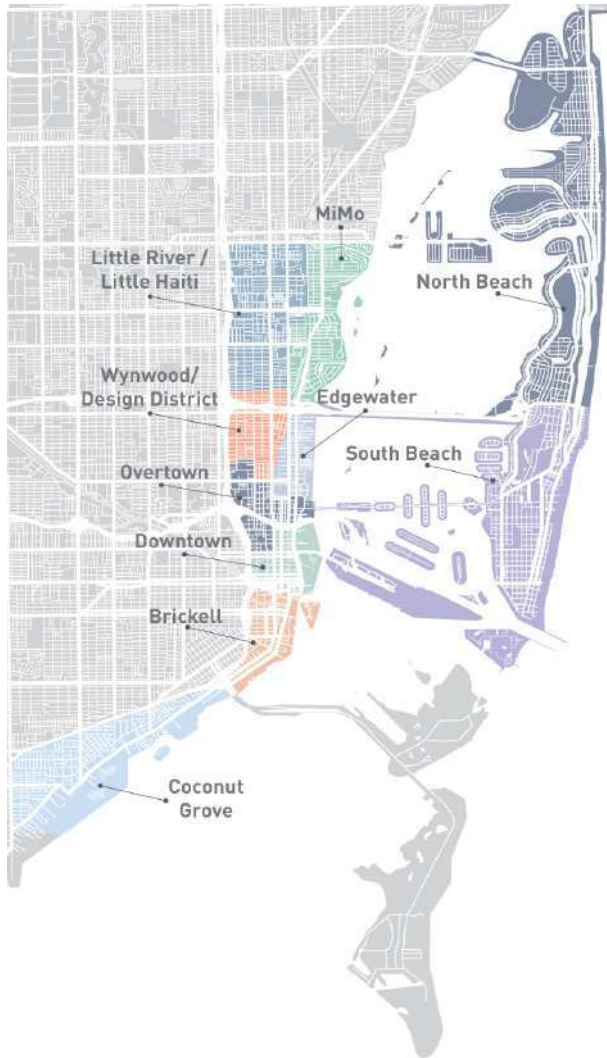 MiMo
Little River /
Little Haiti
North Beach
Wynwood/
Design District
Edgewater
South Beach
Overtown
Downtown
Brickell
Coconut
Grove